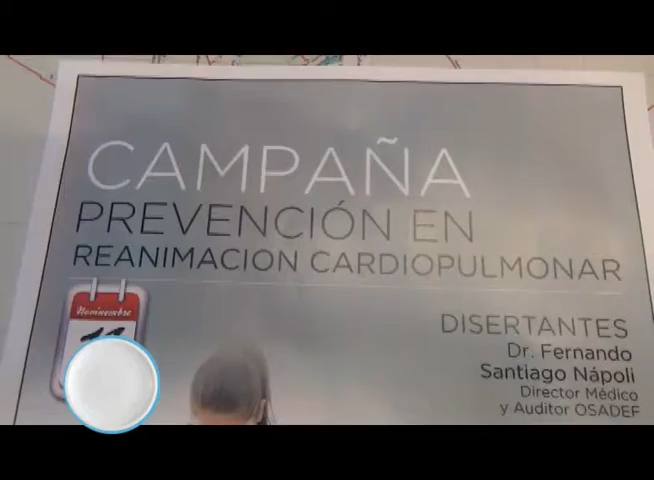 CAMPAÑA
PREVENCIÓN EN
REANIMACION CARDIOPULMONAR
DISERTANTES
Dr. Fernando
Santiago Nápoli
Director Médico
y Auditor OSADEF